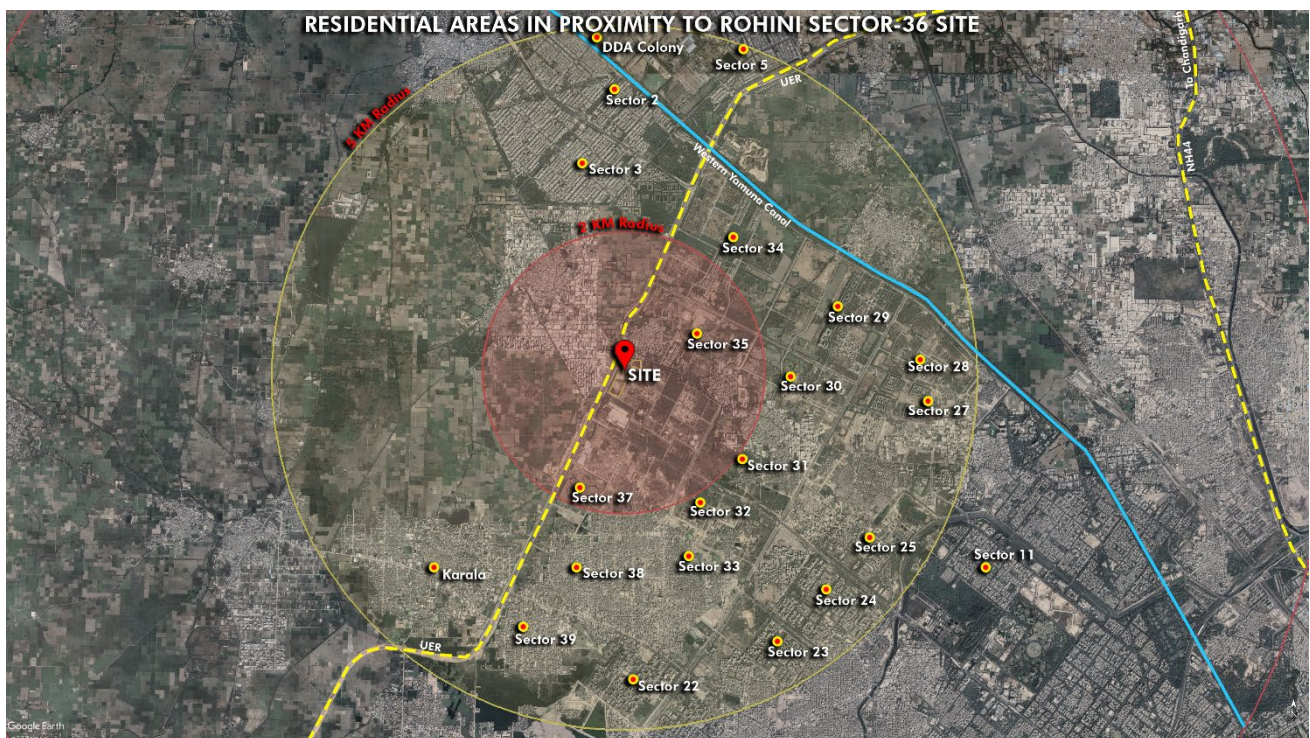 RESIDENTIAL AREAS IN PROXIMITY TO ROHINI SECTOR-36 SITE
DDA Colony
Sector 5
UER
To Chandigarh
Sector 2
5 KM Radius
Sector 3
Western Yamuna Canal
NH44
2 KM Radius
Sector 34
Sector 29
Sector 35
SITE
Sector 30
Sector 28
Sector 27
Sector 31
Sector 37
Sector 32
Sector 25
Sector 33
Sector 11
Karala
Sector 38
Sector 24
Sector 39
UER
Sector 23
Sector 22
Google Earth